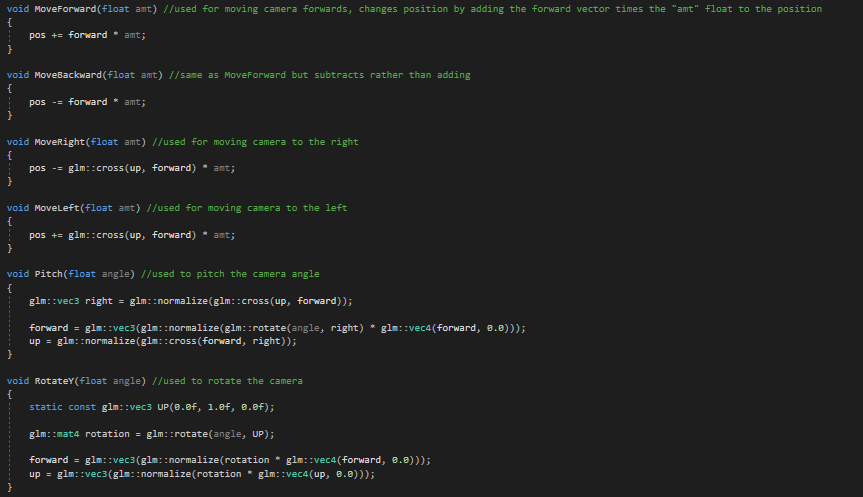 void MoveForward(float amt) //used for moving camera forwards, changes position by adding the forward vector times the "amt" float to the position
{
pos += forward * amt;
}
void MoveBackward(float amt) //same as MoveForward but subtracts rather than adding
{
pos -= forward * amt;
}
void MoveRight(float amt) //used for moving camera to the right
{
pos -= glm::cross(up, forward) * amt;
}
void MoveLeft(float amt) //used for moving camera to the left
{
pos += glm::cross(up, forward) * amt;
}
void Pitch(float angle) //used to pitch the camera angle
{
glm::vec3 right = glm::normalize(glm::cross(up, forward));
forward = glm::vec3(glm::normalize(glm::rotate(angle, right) * glm::vec4(forward, 0.0)));
up = glm::normalize(glm::cross(forward, right));
}
void RotateY(float angle) //used to rotate the camera
{
static const glm::vec3 UP(0.0f, 1.0f, 0.0f);
glm::mat4 rotation = glm::rotate(angle, UP);
forward = glm::vec3(glm::normalize(rotation * glm::vec4(forward, 0.0)));
up = glm::vec3(glm::normalize(rotation * glm::vec4(up, 0.0)));
}